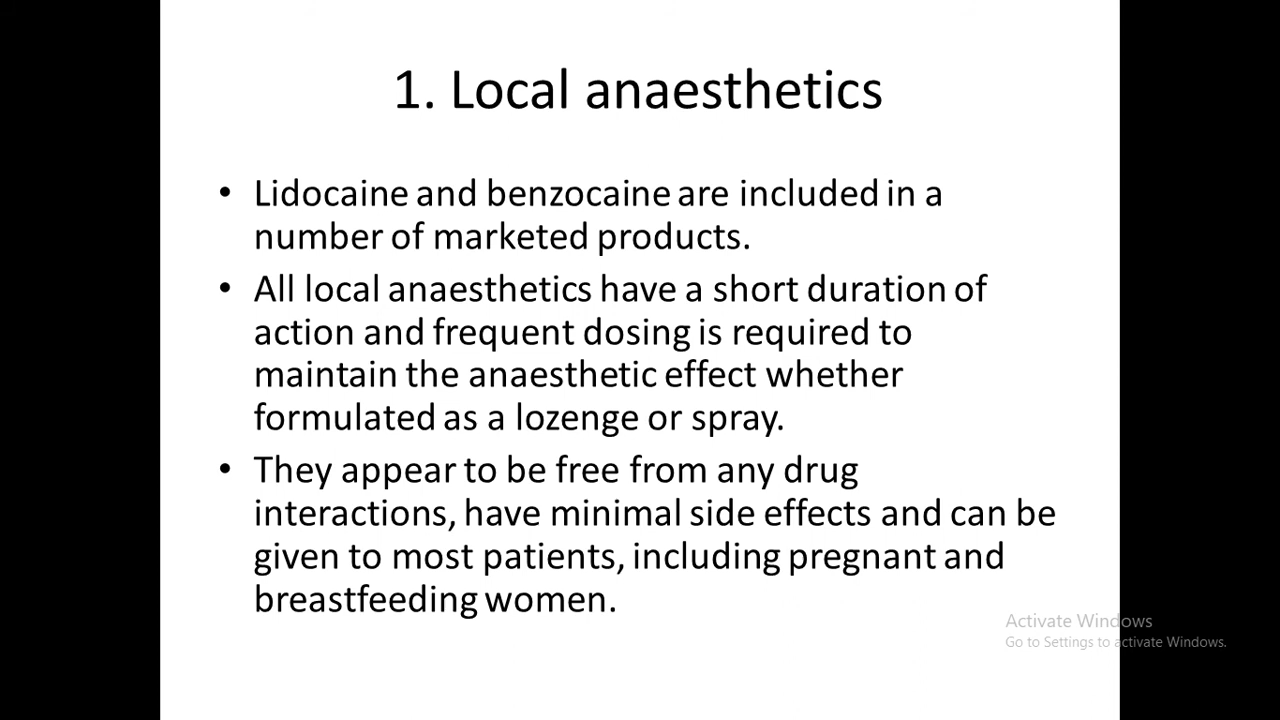 1. Local anaesthetics
• Lidocaine and benzocaine are included in a
number of marketed products.
• All local anaesthetics have a short duration of
action and frequent dosing is required to
maintain the anaesthetic effect whether
formulated as a lozenge or spray.
• They appear to be free from any drug
interactions, have minimal side effects and can be
given to most patients, including pregnant and
breastfeeding women.
Activate Windows
Go to Settings to activate Windows.